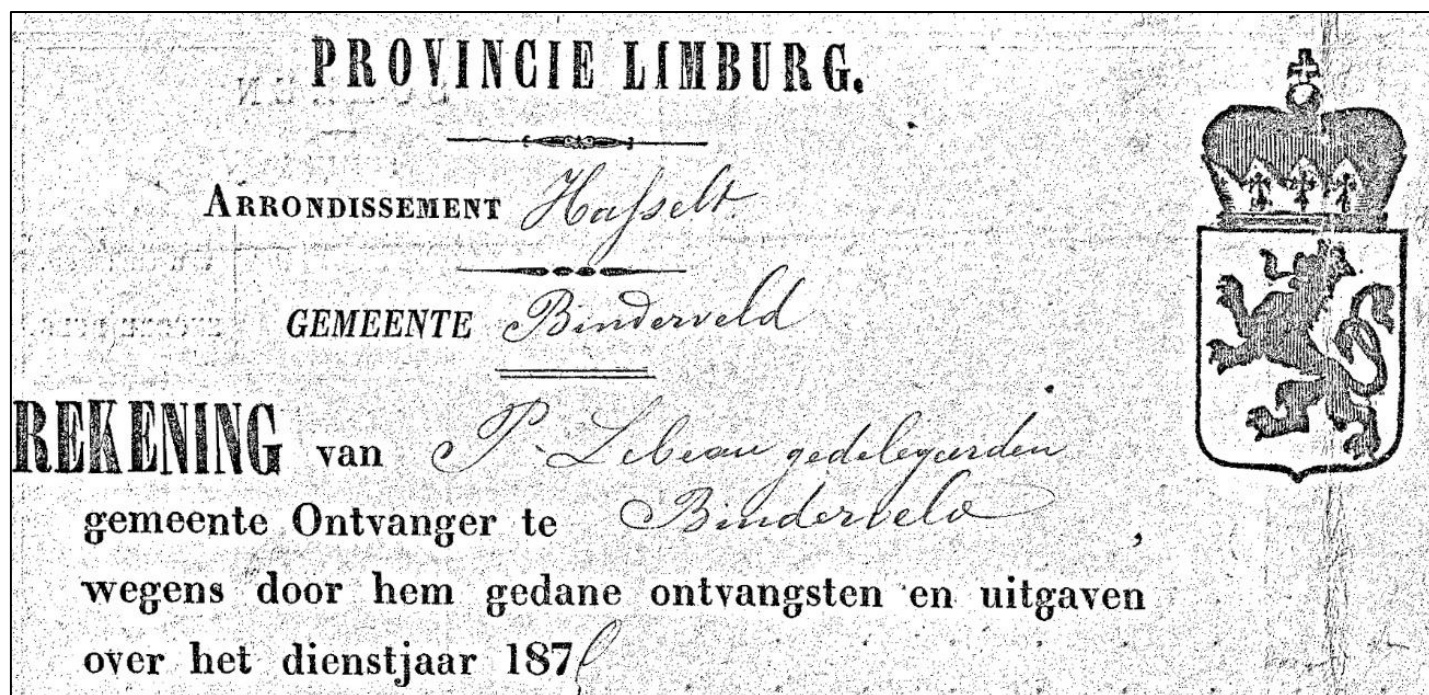 PROVINCIE LIMBURG.
ARRONDISSEMENT Hasselt
GEMEENTE Binderveld
REKENING van P. Lebeau gedelegeerden
gemeente Ontvanger te Binderveld,
wegens door hem gedane ontvangsten en uitgaven
over het dienstjaar 187